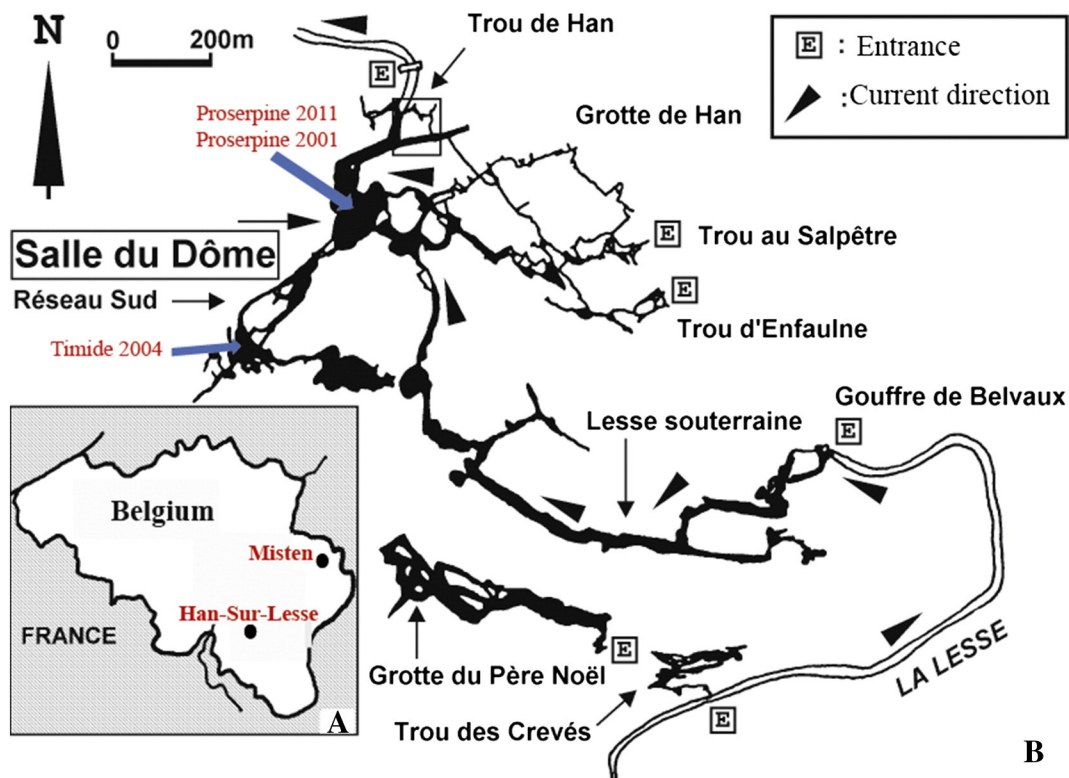 N
0 200m
Trou de Han
E : Entrance
:Current direction
E
Proserpine 2011
Proserpine 2001
Grotte de Han
E Trou au Salpêtre
Salle du Dôme
Réseau Sud
E
Trou d'Enfaulne
Timide 2004
Gouffre de Belvaux
E
Lesse souterraine
Belgium
Misten
Han-Sur-Lesse
FRANCE
A
E
Grotte du Père Noël
LA LESSE
Trou des Crevés
E
B